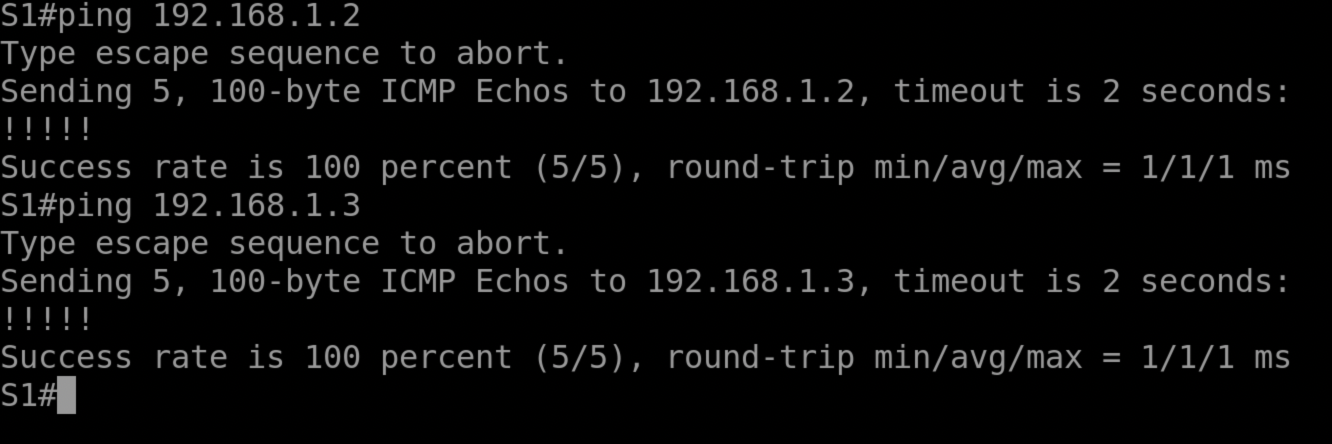 S1#ping 192.168.1.2
Type escape sequence to abort.
Sending 5, 100-byte ICMP Echos to 192.168.1.2, timeout is 2 seconds:
!!!!!
Success rate is 100 percent (5/5), round-trip min/avg/max = 1/1/1 ms
S1#ping 192.168.1.3
Type escape sequence to abort.
Sending 5, 100-byte ICMP Echos to 192.168.1.3, timeout is 2 seconds:
!!!!!
Success rate is 100 percent (5/5), round-trip min/avg/max = 1/1/1 ms
S1#